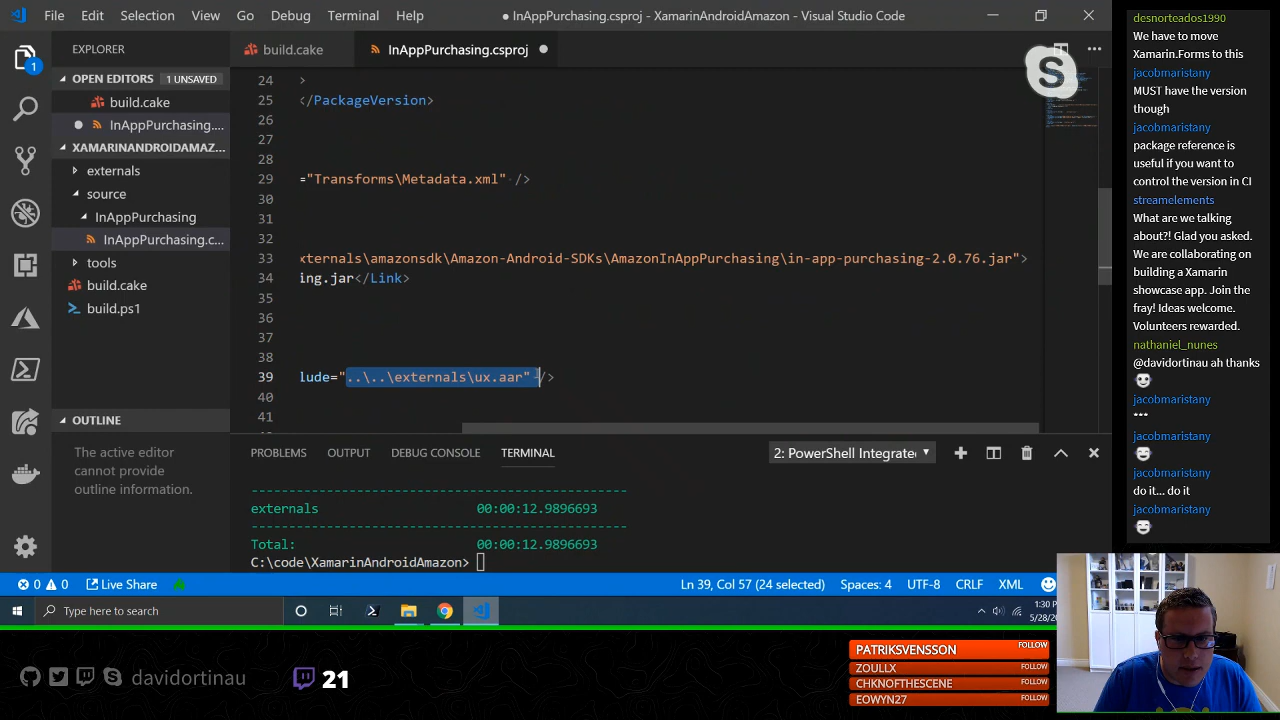 File Edit Selection View Go Debug Terminal Help
● InAppPurchasing.csproj - XamarinAndroidAmazon - Visual Studio Code
EXPLORER
OPEN EDITORS 1 UNSAVED
build.cake
InAppPurchasing....
XAMARINANDROIDAMAZ...
externals
source
InAppPurchasing
InAppPurchasing.c...
tools
build.cake
build.ps1
OUTLINE
The active editor
cannot provide
outline information.
1
build.cake
InAppPurchasing.csproj
24 >
25 </PackageVersion>
26
27
28
29 ="Transforms\Metadata.xml" />
30
31
32
33 xternals\amazonsdk\Amazon-Android-SDKs\AmazonInAppPurchasing\in-app-purchasing-2.0.76.jar">
34 ing.jar</Link>
35
36
37
38
39 lude="..\..\externals\ux.aar" />
40
41
PROBLEMS OUTPUT DEBUG CONSOLE TERMINAL
2: PowerShell Integrate
--------------------------------------------------
externals 00:00:12.9896693
--------------------------------------------------
Total: 00:00:12.9896693
C:\code\XamarinAndroidAmazon>
0 0 Live Share
Ln 39, Col 57 (24 selected) Spaces: 4 UTF-8 CRLF XML
Type here to search
1:30 P
5/28/20
davidortinau
21
PATRIKSVENSSON FOLLOW
ZOULLX FOLLOW
CHKNOFTHESCENE FOLLOW
EOWYN27 FOLLOW
desnorteados1990
We have to move
Xamarin.Forms to this
jacobmaristany
MUST have the version
though
jacobmaristany
package reference is
useful if you want to
control the version in CI
streamelements
What are we talking
about?! Glad you asked.
We are collaborating on
building a Xamarin
showcase app. Join the
fray! Ideas welcome.
Volunteers rewarded.
nathaniel_nunes
@davidortinau ah thanks
jacobmaristany
***
jacobmaristany
jacobmaristany
do it... do it
jacobmaristany